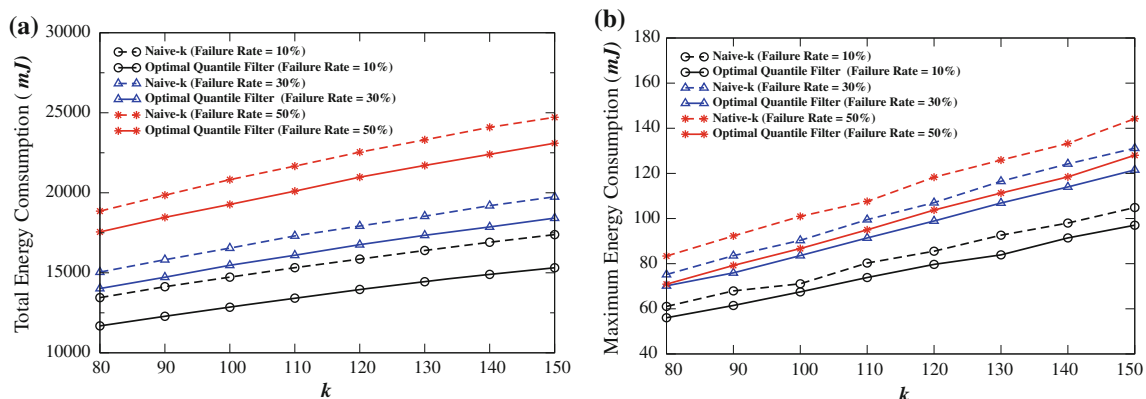 (a)
30000
25000
20000
15000
10000
Total Energy Comsumption ( mJ)
Naive-k (Failure Rate = 10%)
Optimal Quantile Filter (Failure Rate = 10%)
Naive-k (Failure Rate = 30%)
Optimal Quantile Filter (Failure Rate = 30%)
Naive-k (Failure Rate = 50%)
Optimal Quantile Filter (Failure Rate = 50%)
80 90 100 110 120 130 140 150
k
(b)
180
160
140
120
100
80
60
40
Maximum Energy Consumption ( mJ)
Naive-k (Failure Rate = 10%)
Optimal Quantile Filter (Failure Rate = 10%)
Naive-k (Failure Rate = 30%)
Optimal Quantile Filter (Failure Rate = 30%)
Native-k (Failure Rate = 50%)
Optimal Quantile Filter (Failure Rate = 50%)
80 90 100 110 120 130 140 150
k